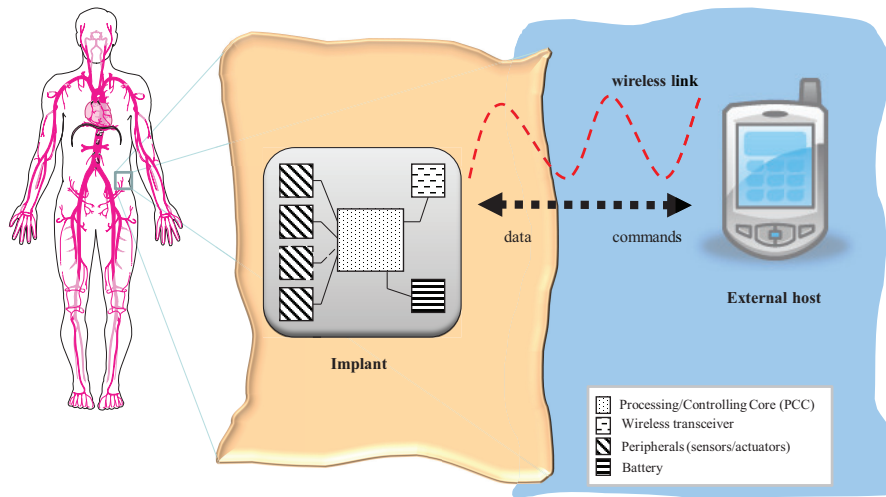 wireless link
data
commands
External host
Implant
Processing/Controlling Core (PCC)
Wireless transceiver
Peripherals (sensors/actuators)
Battery